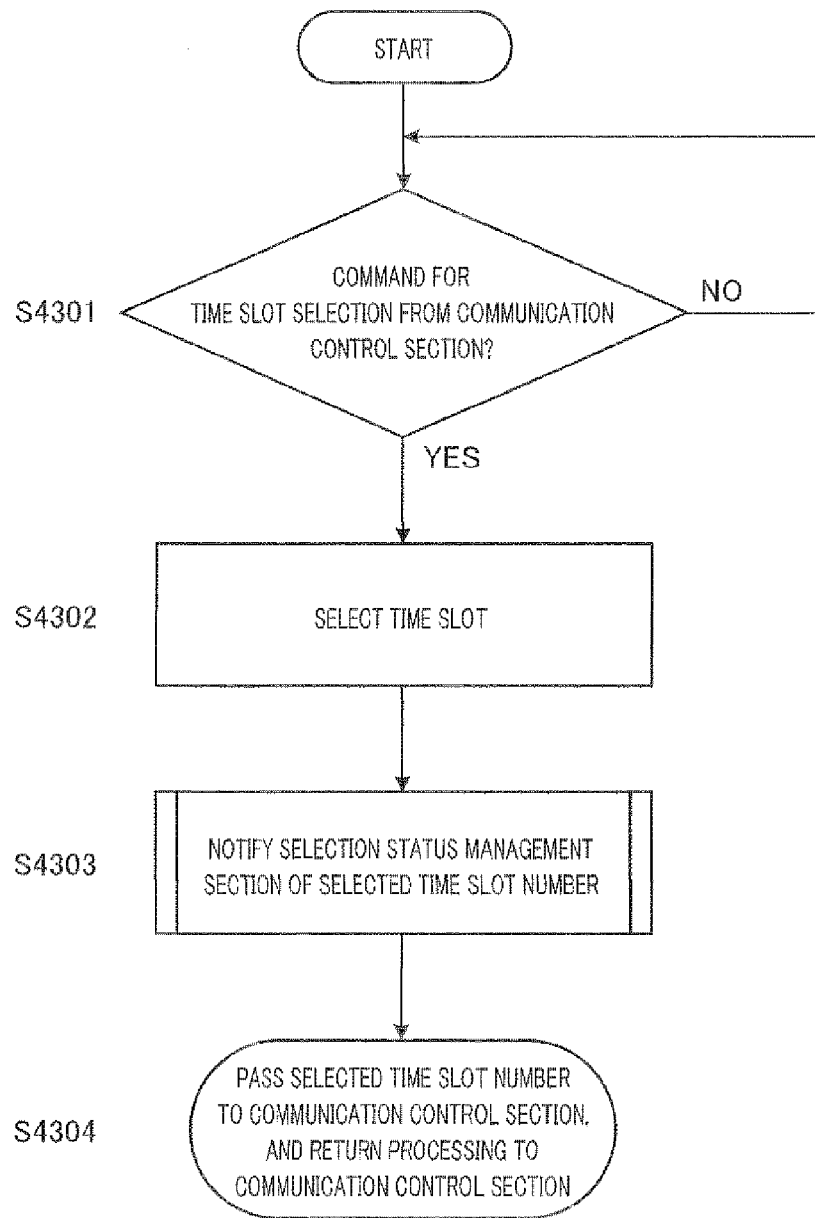 START
COMMAND FOR
S4301
TIME SLOT SELECTION FROM COMMUNICATION
CONTROL SECTION?
NO
YES
S4302
SELECT TIME SLOT
S4303
NOTIFY SELECTION STATUS MANAGEMENT
SECTION OF SELECTED TIME SLOT NUMBER
S4304
PASS SELECTED TIME SLOT NUMBER
TO COMMUNICATION CONTROL SECTION,
AND RETURN PROCESSING TO
COMMUNICATION CONTROL SECTION